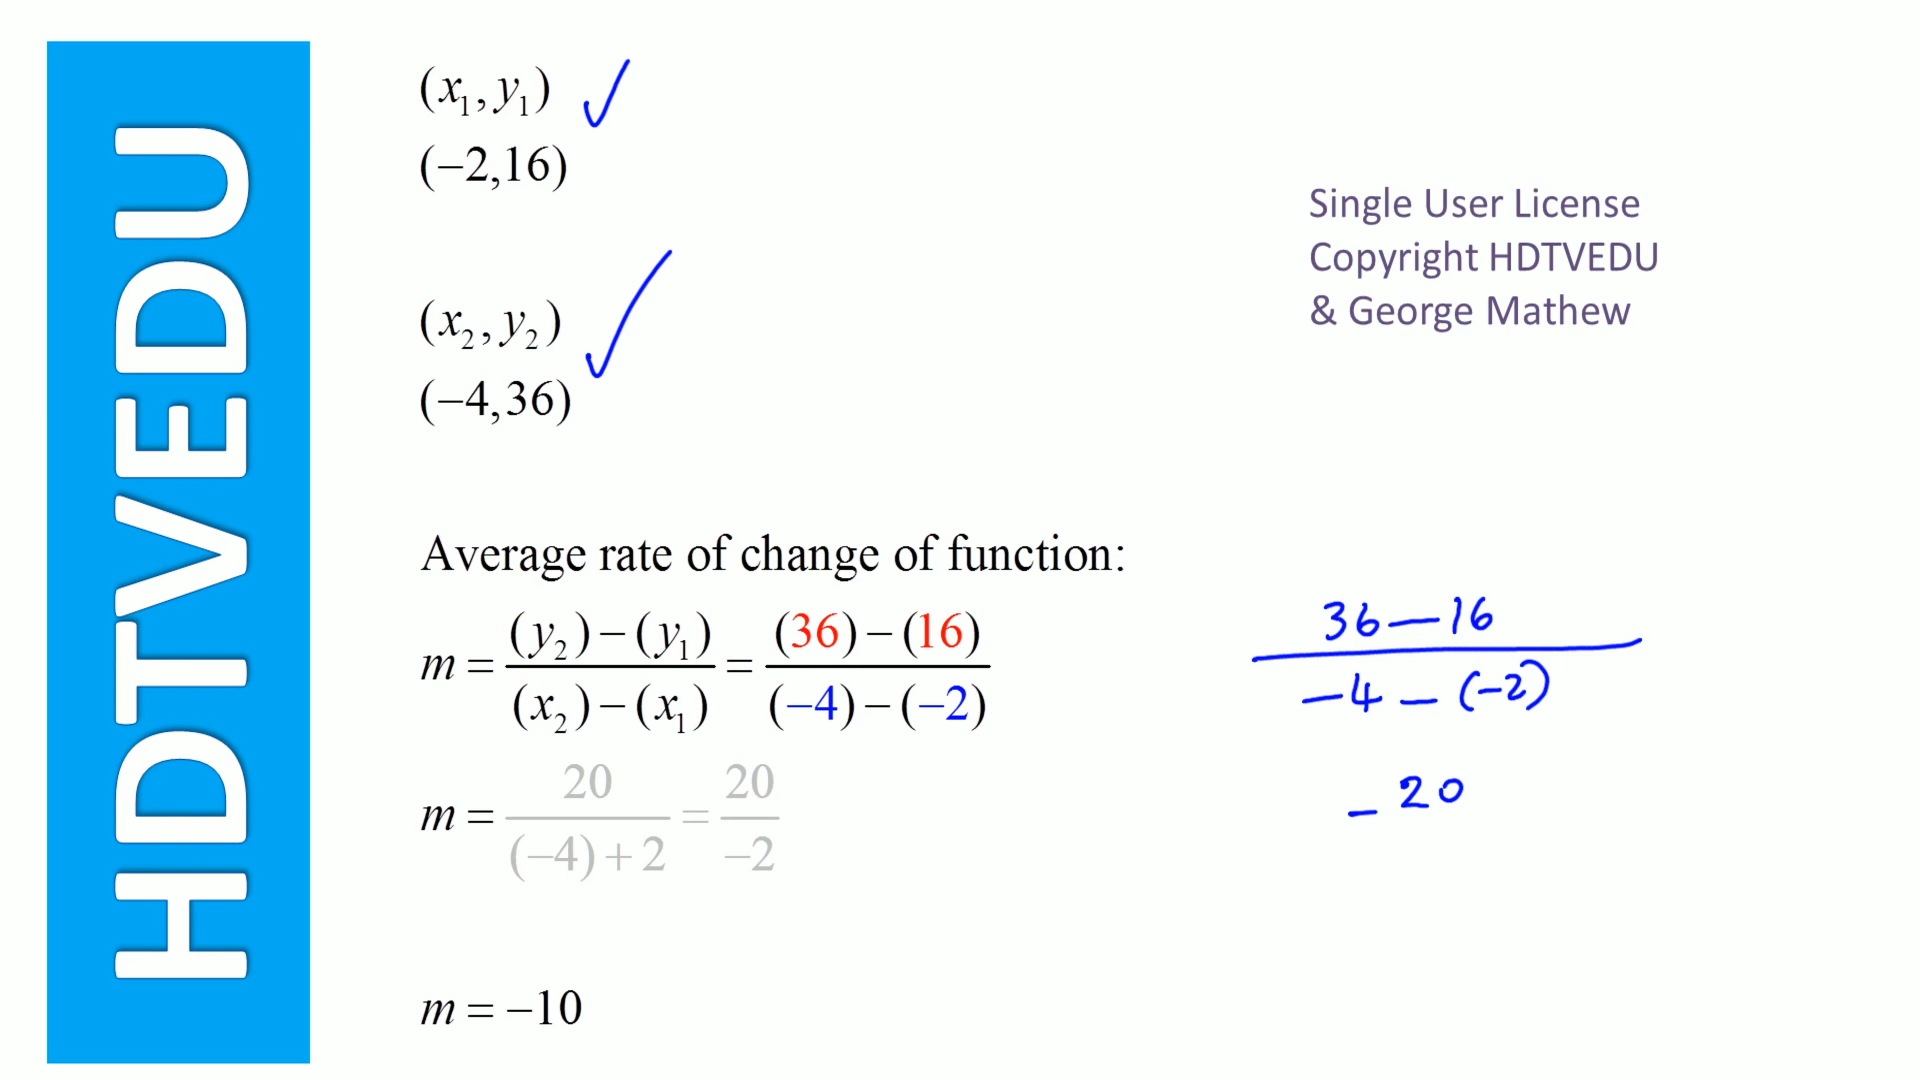 HDTVEDU
(x₁, y₁) ✓
(−2,16)
(x₂, y₂) ✓
(−4,36)
Single User License
Copyright HDTVEDU
& George Mathew
Average rate of change of function:
m = ((y₂) − (y₁))/((x₂) − (x₁)) = ((36) − (16))/((−4) − (−2))
m = 20/((−4) + 2) = 20/−2
m = −10
36 — 16
−4 − (−2)
− 20